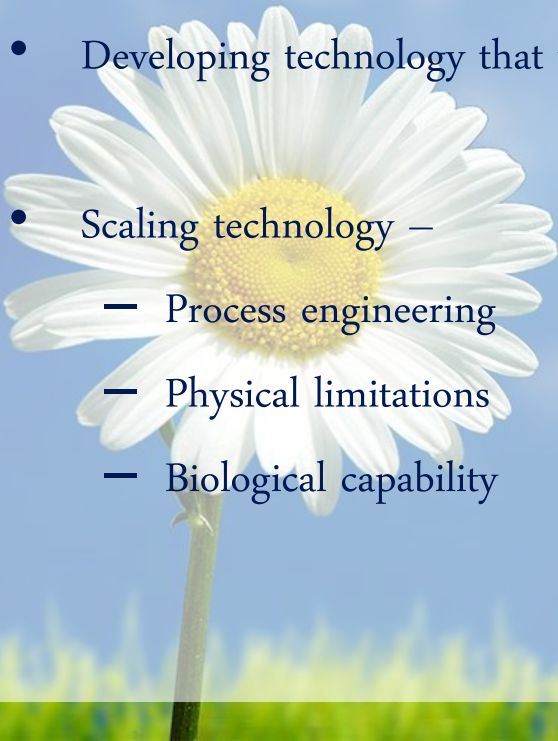 • Developing technology that
• Scaling technology –
– Process engineering
– Physical limitations
– Biological capability